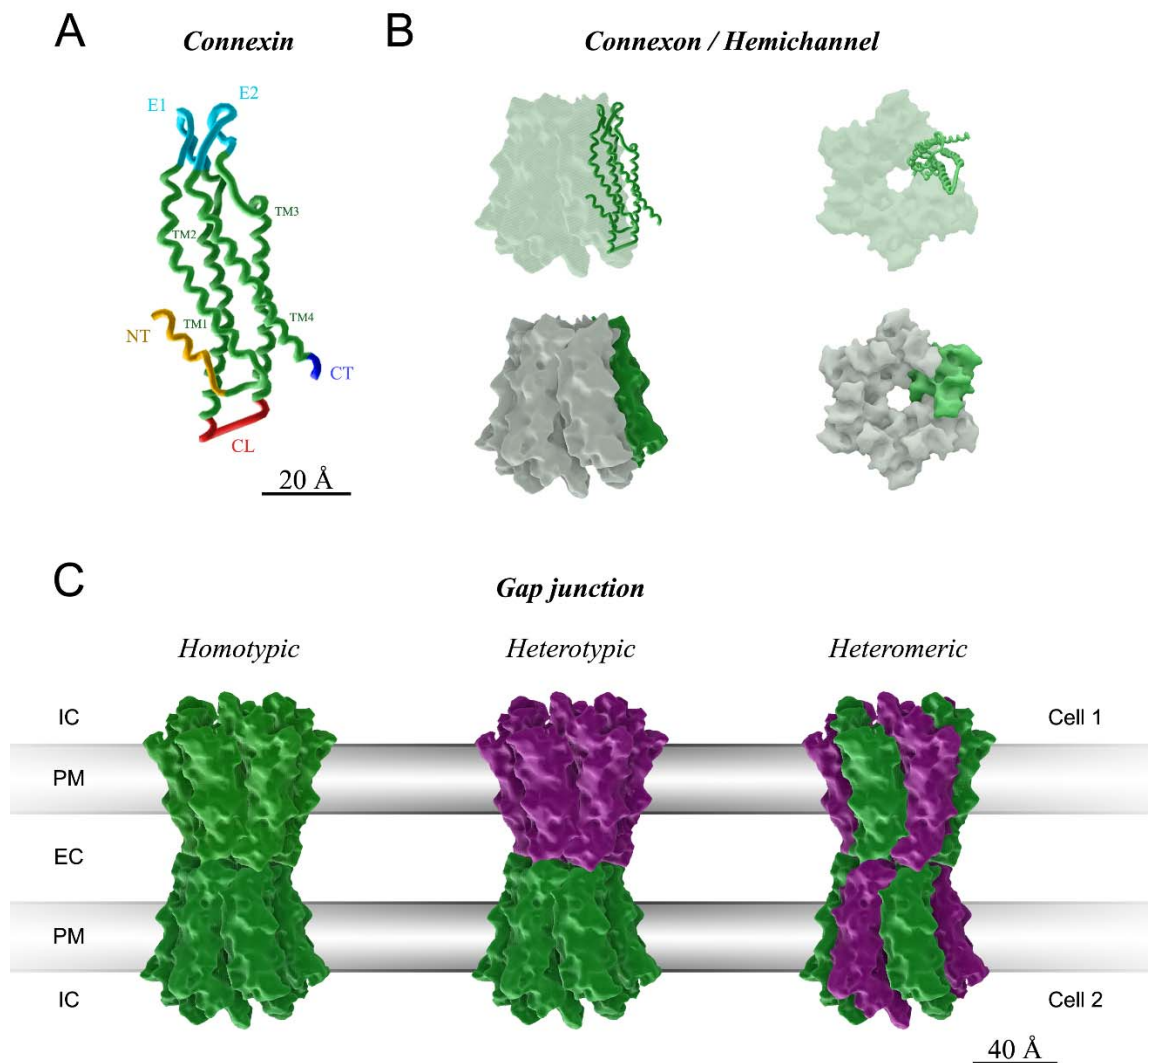 A
Connexin
B
Connexon / Hemichannel
E1
E2
TM3
TM2
NT
TM1
TM4
CT
CL
20 Å
C
Gap junction
Homotypic
Heterotypic
Heteromeric
IC
Cell 1
PM
EC
PM
IC
Cell 2
40 Å